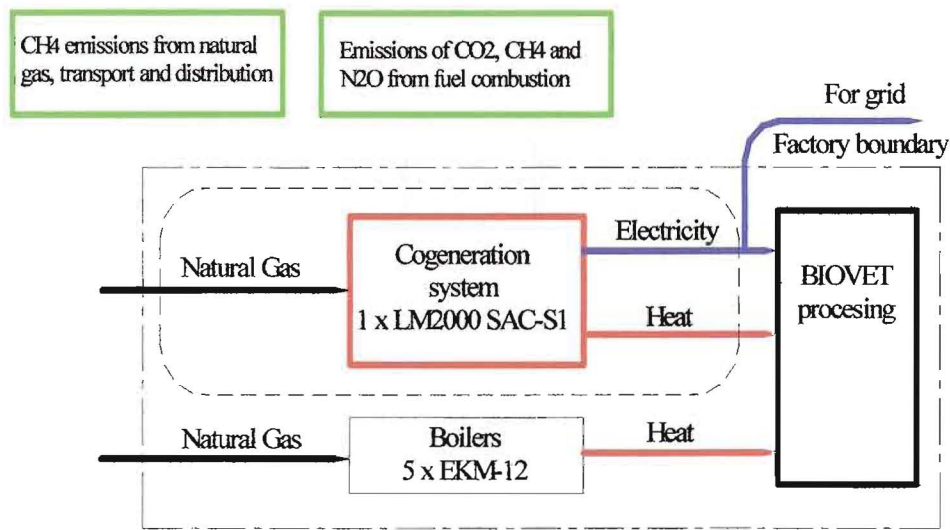 CH4 emissions from natural
gas, transport and distribution
Emissions of CO2, CH4 and
N2O from fuel combustion
For grid
Factory boundary
Natural Gas
Cogeneration
system
1 x LM2000 SAC-S1
Electricity
Heat
BIOVET
procesing
Natural Gas
Boilers
5 x EKM-12
Heat